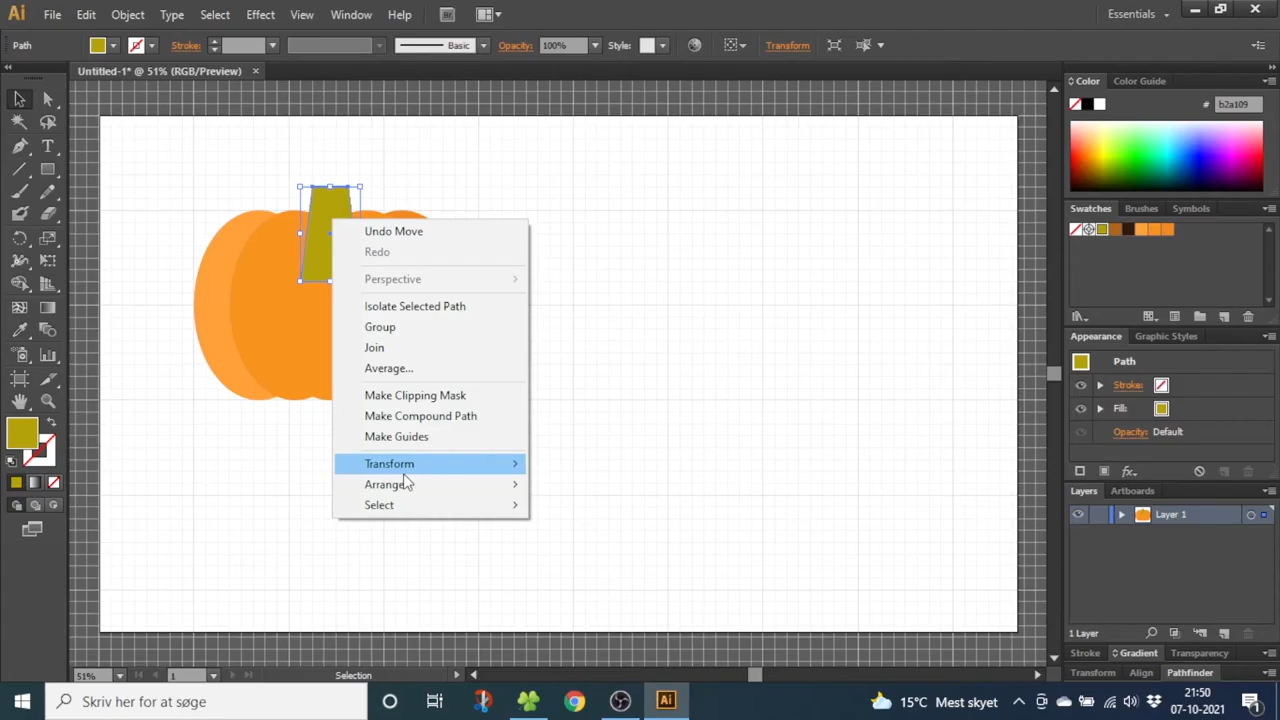 Ai File Edit Object Type Select Effect View Window Help Br Essentials
Path Stroke: Basic Opacity: 100% Style: Transform
Untitled-1* @ 51% (RGB/Preview)
Color Color Guide
# b2a109
Swatches Brushes Symbols
Undo Move
Redo
Perspective
Isolate Selected Path
Group
Join
Average...
Make Clipping Mask
Make Compound Path
Make Guides
Transform
Arrange
Select
Appearance Graphic Styles
Path
Stroke:
Fill:
Opacity: Default
fx
Layers Artboards
Layer 1
1 Layer
Stroke Gradient Transparency
Transform Align Pathfinder
51% 1 Selection
Skriv her for at søge
Ai
15°C Mest skyet
21:50
07-10-2021
1